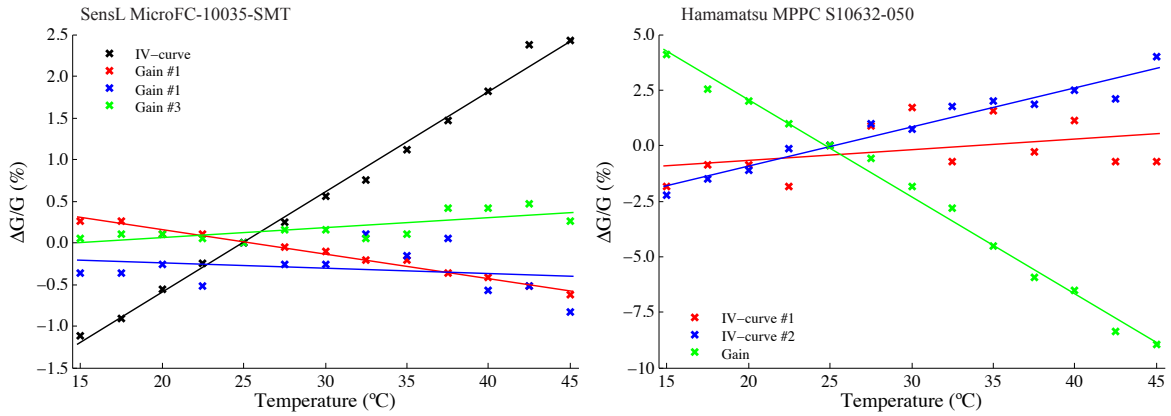 SensL MicroFC-10035-SMT
2.5
2.0
1.5
1.0
0.5
0.0
−0.5
−1.0
−1.5
ΔG/G (%)
IV−curve
Gain #1
Gain #1
Gain #3
15 20 25 30 35 40 45
Temperature (ºC)
Hamamatsu MPPC S10632-050
5.0
2.5
0.0
−2.5
−5.0
−7.5
−10
ΔG/G (%)
IV−curve #1
IV−curve #2
Gain
15 20 25 30 35 40 45
Temperature (ºC)